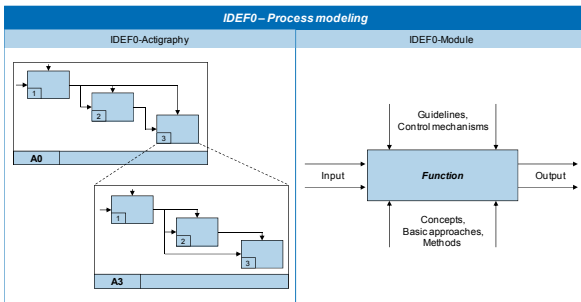 IDEF0 – Process modeling
IDEF0-Actigraphy
IDEF0-Module
1
2
3
A0
1
2
3
A3
Guidelines,
Control mechanisms
Input
Function
Output
Concepts,
Basic approaches,
Methods